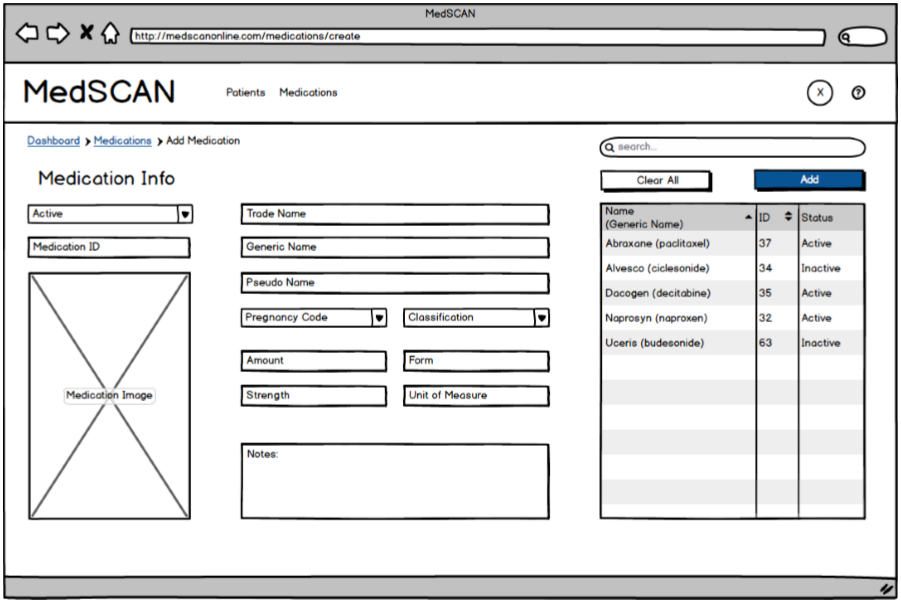 MedSCAN
http://medscanonline.com/medications/create
MedSCAN
Patients Medications
X ?
Dashboard > Medications > Add Medication
search...
Medication Info
Clear All Add
Active
Medication ID
Medication Image
Trade Name
Generic Name
Pseudo Name
Pregnancy Code Classification
Amount Form
Strength Unit of Measure
Notes:
Name
(Generic Name) ID Status
Abraxane (paclitaxel) 37 Active
Alvesco (ciclesonide) 34 Inactive
Dacogen (decitabine) 35 Active
Naprosyn (naproxen) 32 Active
Uceris (budesonide) 63 Inactive